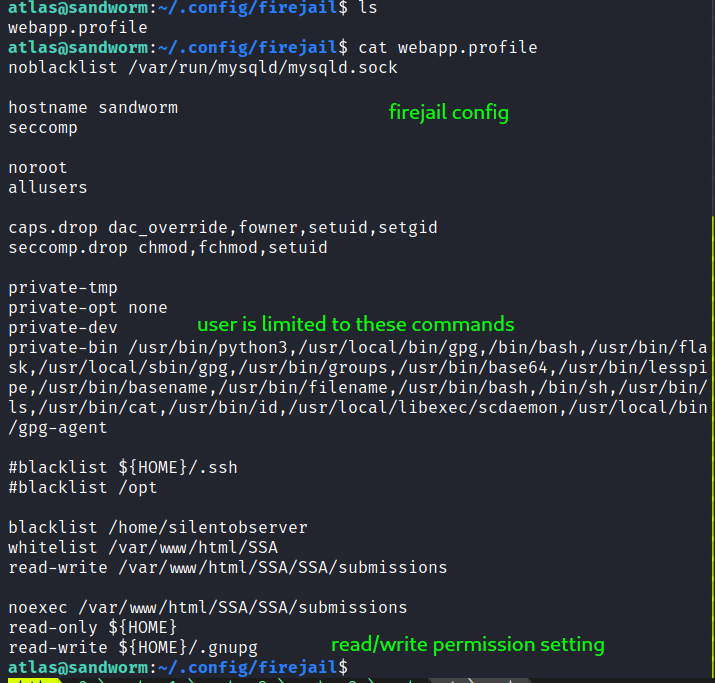 atlas@sandworm:~/.config/firejail$ ls
webapp.profile
atlas@sandworm:~/.config/firejail$ cat webapp.profile
noblacklist /var/run/mysqld/mysqld.sock
hostname sandworm
firejail config
seccomp
noroot
allusers
caps.drop dac_override,fowner,setuid,setgid
seccomp.drop chmod,fchmod,setuid
private-tmp
private-opt none
private-dev
user is limited to these commands
private-bin /usr/bin/python3,/usr/local/bin/gpg,/bin/bash,/usr/bin/fla
sk,/usr/local/sbin/gpg,/usr/bin/groups,/usr/bin/base64,/usr/bin/lesspi
pe,/usr/bin/basename,/usr/bin/filename,/usr/bin/bash,/bin/sh,/usr/bin/
ls,/usr/bin/cat,/usr/bin/id,/usr/local/libexec/scdaemon,/usr/local/bin
/gpg-agent
#blacklist ${HOME}/.ssh
#blacklist /opt
blacklist /home/silentobserver
whitelist /var/www/html/SSA
read-write /var/www/html/SSA/SSA/submissions
noexec /var/www/html/SSA/SSA/submissions
read-only ${HOME}
read-write ${HOME}/.gnupg
read/write permission setting
atlas@sandworm:~/.config/firejail$